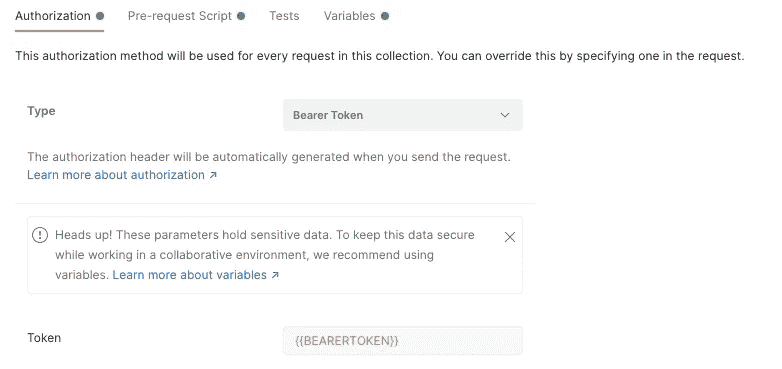 Authorization Pre-request Script Tests Variables
This authorization method will be used for every request in this collection. You can override this by specifying one in the request.
Type Bearer Token
The authorization header will be automatically generated when you send the request.
Learn more about authorization ↗
Heads up! These parameters hold sensitive data. To keep this data secure
while working in a collaborative environment, we recommend using
variables. Learn more about variables ↗
Token {{BEARERTOKEN}}